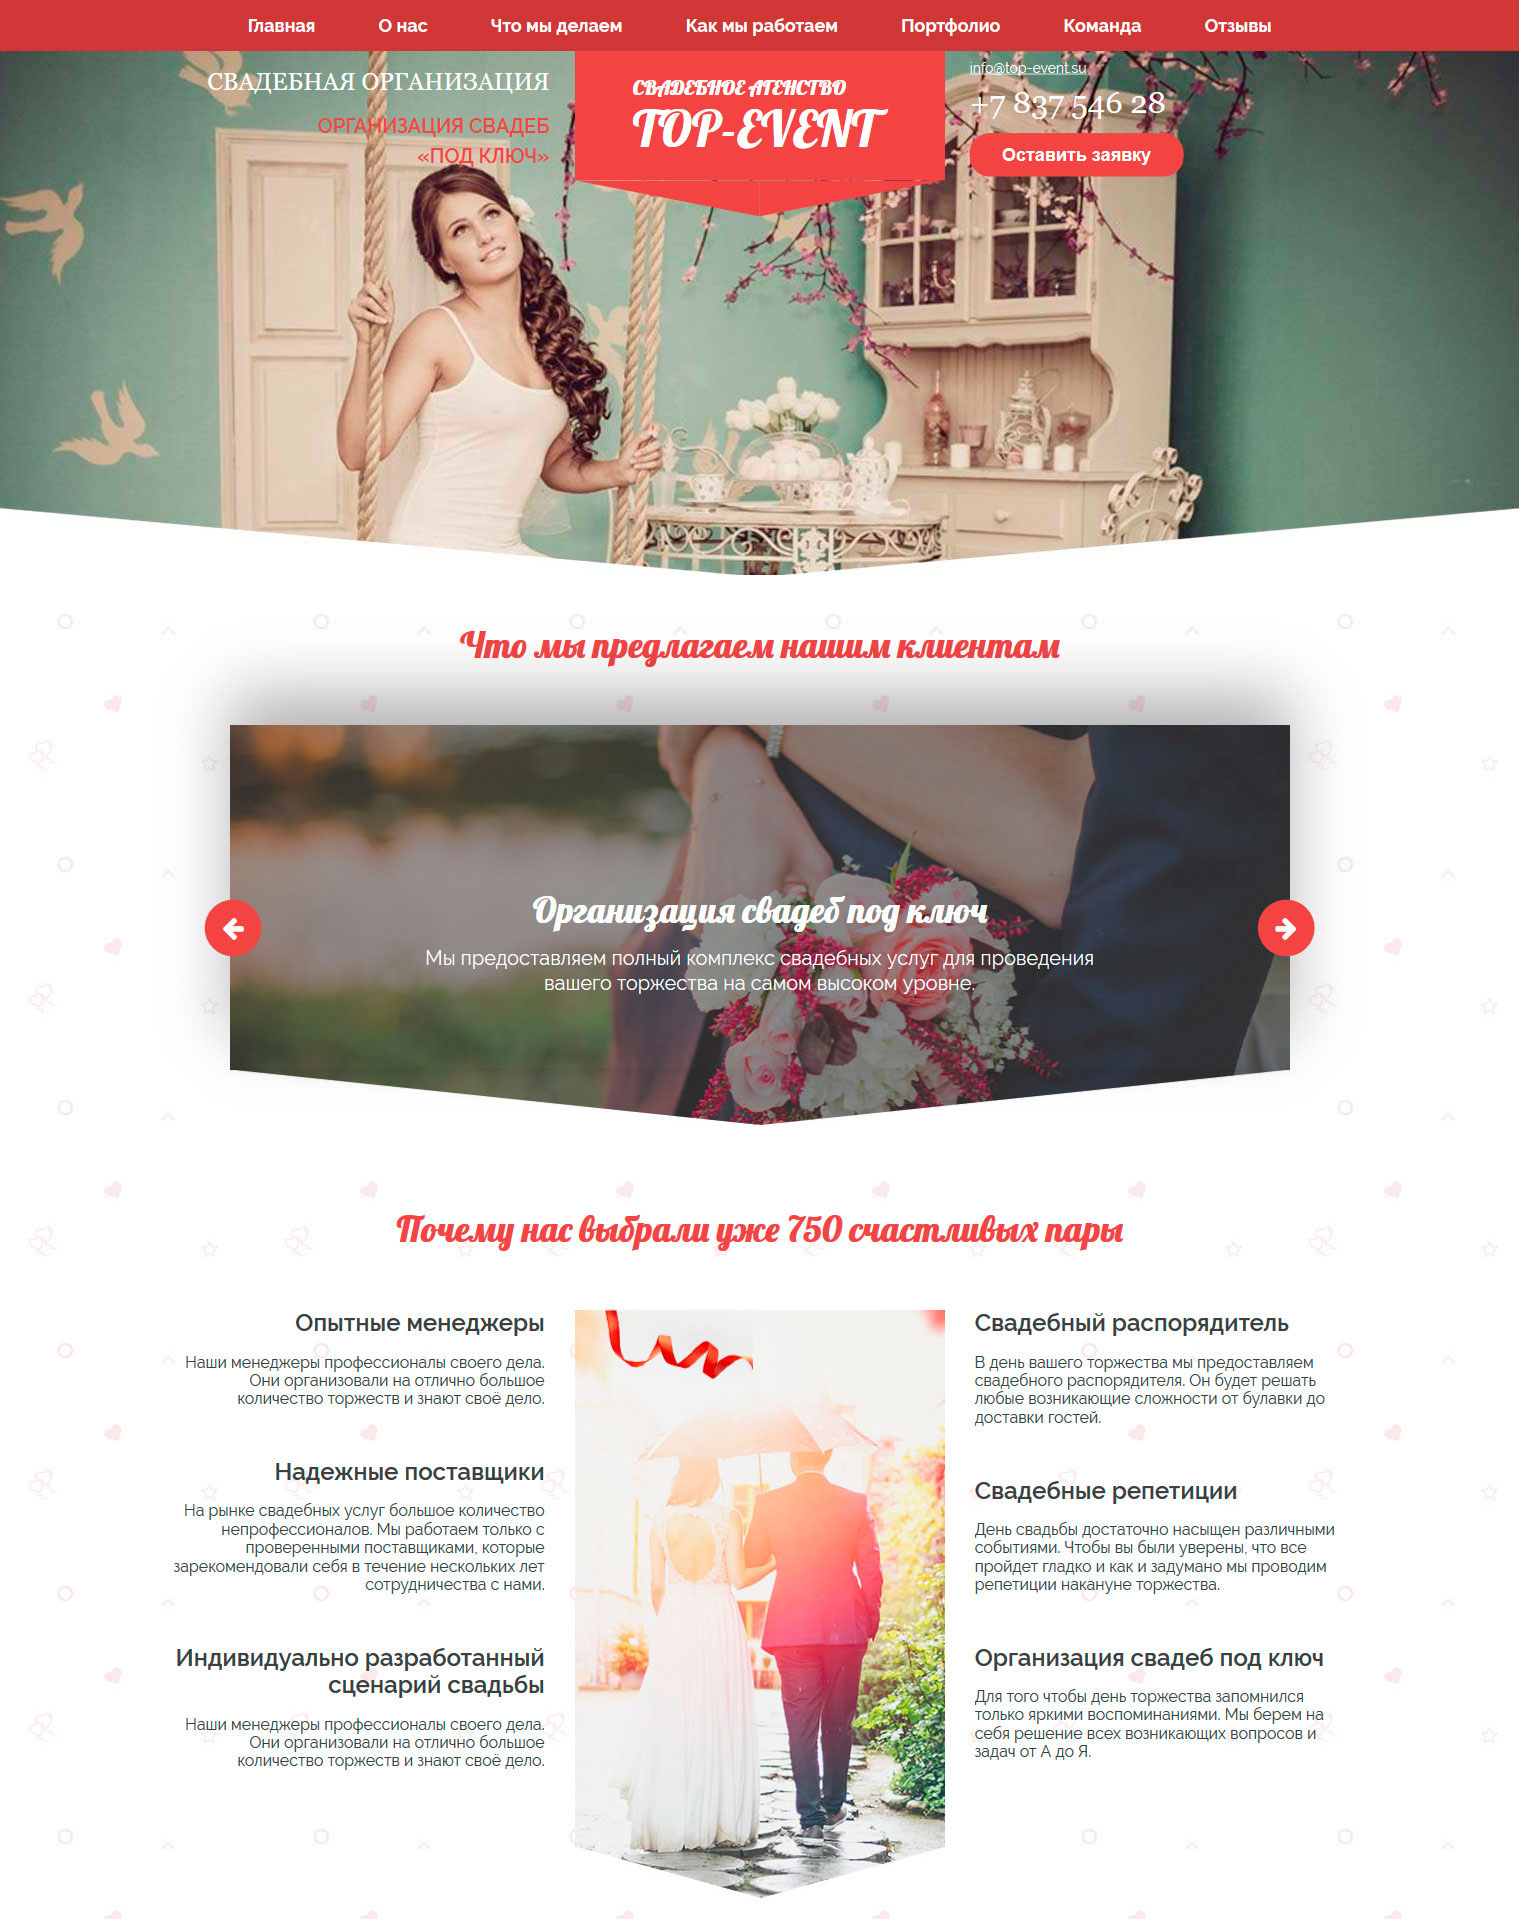 Главная О нас Что мы делаем Как мы работаем Портфолио Команда Отзывы
СВАДЕБНАЯ ОРГАНИЗАЦИЯ
ОРГАНИЗАЦИЯ СВАДЕБ
«ПОД КЛЮЧ»
СВАДЕБНОЕ АГЕНСТВО
TOP-EVENT
info@top-event.su
+7 837 546 28
Оставить заявку
Что мы предлагаем нашим клиентам
Организация свадеб под ключ
Мы предоставляем полный комплекс свадебных услуг для проведения
вашего торжества на самом высоком уровне.
Почему нас выбрали уже 750 счастливых пары
Опытные менеджеры
Наши менеджеры профессионалы своего дела.
Они организовали на отлично большое
количество торжеств и знают своё дело.
Надежные поставщики
На рынке свадебных услуг большое количество
непрофессионалов. Мы работаем только с
проверенными поставщиками, которые
зарекомендовали себя в течение нескольких лет
сотрудничества с нами.
Индивидуально разработанный
сценарий свадьбы
Наши менеджеры профессионалы своего дела.
Они организовали на отлично большое
количество торжеств и знают своё дело.
Свадебный распорядитель
В день вашего торжества мы предоставляем
свадебного распорядителя. Он будет решать
любые возникающие сложности от булавки до
доставки гостей.
Свадебные репетиции
День свадьбы достаточно насыщен различными
событиями. Чтобы вы были уверены, что все
пройдет гладко и как и задумано мы проводим
репетиции накануне торжества.
Организация свадеб под ключ
Для того чтобы день торжества запомнился
только яркими воспоминаниями. Мы берем на
себя решение всех возникающих вопросов и
задач от А до Я.